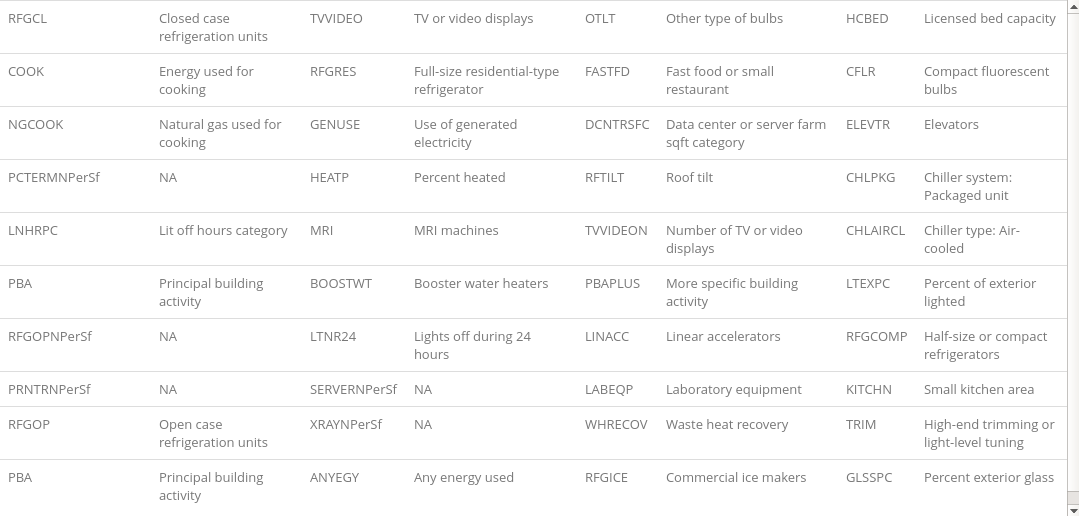 RFGCL Closed case refrigeration units TVVIDEO TV or video displays OTLT Other type of bulbs HCBED Licensed bed capacity
COOK Energy used for cooking RFGRES Full-size residential-type refrigerator FASTFD Fast food or small restaurant CFLR Compact fluorescent bulbs
NGCOOK Natural gas used for cooking GENUSE Use of generated electricity DCNTRSFC Data center or server farm sqft category ELEVTR Elevators
PCTERMNPerSf NA HEATP Percent heated RFTILT Roof tilt CHLPKG Chiller system: Packaged unit
LNHRPC Lit off hours category MRI MRI machines TVVIDEON Number of TV or video displays CHLAIRCL Chiller type: Air-cooled
PBA Principal building activity BOOSTWT Booster water heaters PBAPLUS More specific building activity LTEXPC Percent of exterior lighted
RFGOPNPerSf NA LTNR24 Lights off during 24 hours LINACC Linear accelerators RFGCOMP Half-size or compact refrigerators
PRNTRNPerSf NA SERVERNPerSf NA LABEQP Laboratory equipment KITCHN Small kitchen area
RFGOP Open case refrigeration units XRAYNPerSf NA WHRECOV Waste heat recovery TRIM High-end trimming or light-level tuning
PBA Principal building activity ANYEGY Any energy used RFGICE Commercial ice makers GLSSPC Percent exterior glass